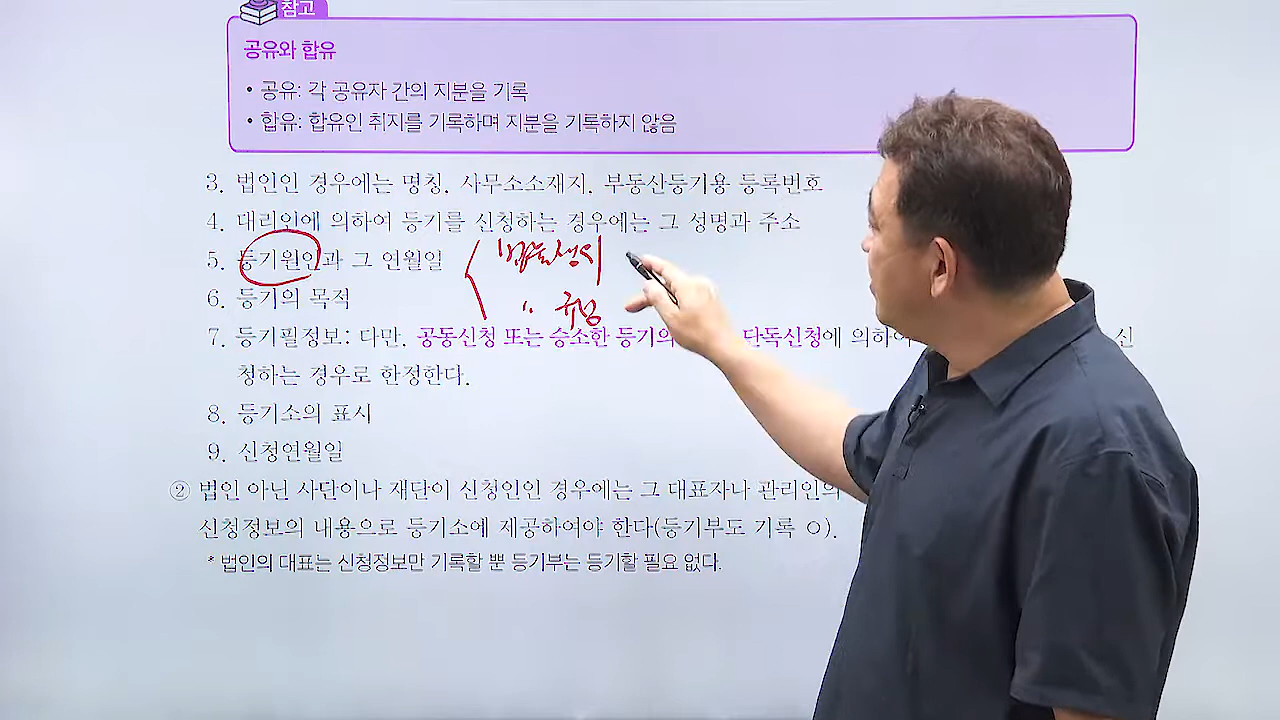 참고
공유와 합유
• 공유: 각 공유자 간의 지분을 기록
• 합유: 합유인 취지를 기록하며 지분을 기록하지 않음
3. 법인인 경우에는 명칭, 사무소소재지, 부동산등기용 등록번호
4. 대리인에 의하여 등기를 신청하는 경우에는 그 성명과 주소
5. 등기원인과 그 연월일
6. 등기의 목적
7. 등기필정보: 다만, 공동신청 또는 승소한 등기의 단독신청에 의하여 신
청하는 경우로 한정한다.
8. 등기소의 표시
9. 신청연월일
② 법인 아닌 사단이나 재단이 신청인인 경우에는 그 대표자나 관리인의
신청정보의 내용으로 등기소에 제공하여야 한다(등기부도 기록 ○).
* 법인의 대표는 신청정보만 기록할 뿐 등기부는 등기할 필요 없다.